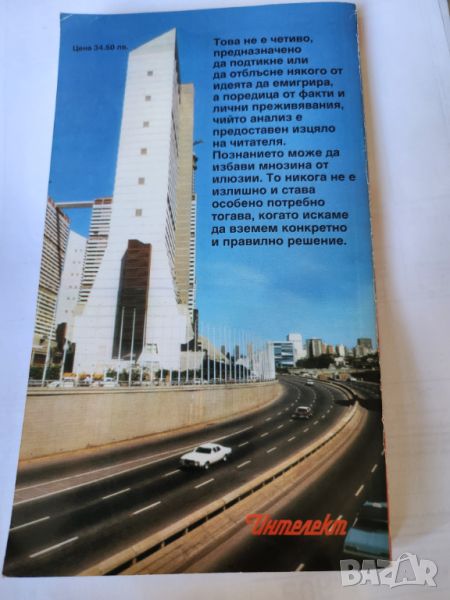 Цена 34.50 лв.
Това не е четиво,
предназначено
да подтикне или
да отблъсне някого от
идеята да емигрира,
а поредица от факти и
лични преживявания,
чийто анализ е
предоставен изцяло
на читателя.
Познанието може да
избави мнозина от
илюзии. То никога не е
излишно и става
особено потребно
тогава, когато искаме
да вземем конкретно
и правилно решение.
Интелект
BAZAR.bg